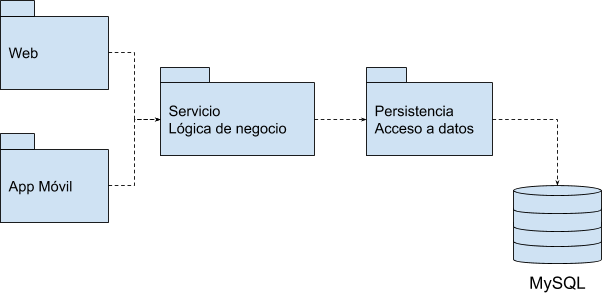 Web
App Móvil
Servicio
Lógica de negocio
Persistencia
Acceso a datos
MySQL